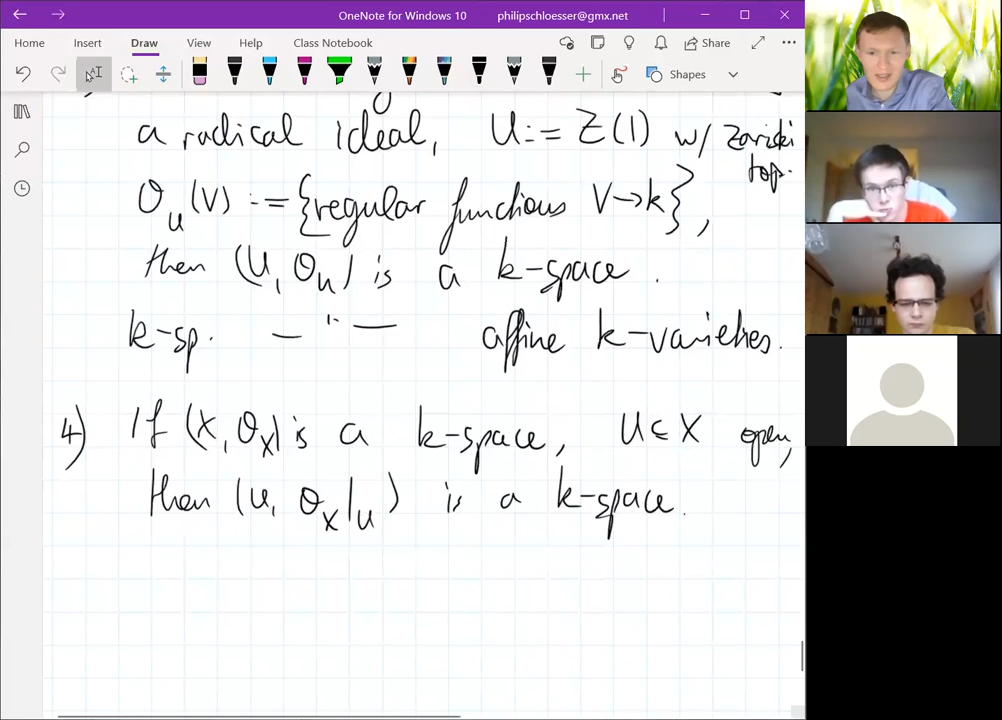 OneNote for Windows 10
philipschloesser@gmx.net
Home Insert Draw View Help Class Notebook Share
Shapes
a radical ideal, U := Z(I) w/ Zariski top.
O_U(V) := {regular functions V→k},
then (U, O_U) is a k-space.
k-sp. — " — affine k-varieties.
4) If (X, O_X) is a k-space, U ⊆ X open,
then (U, O_X|_U) is a k-space.